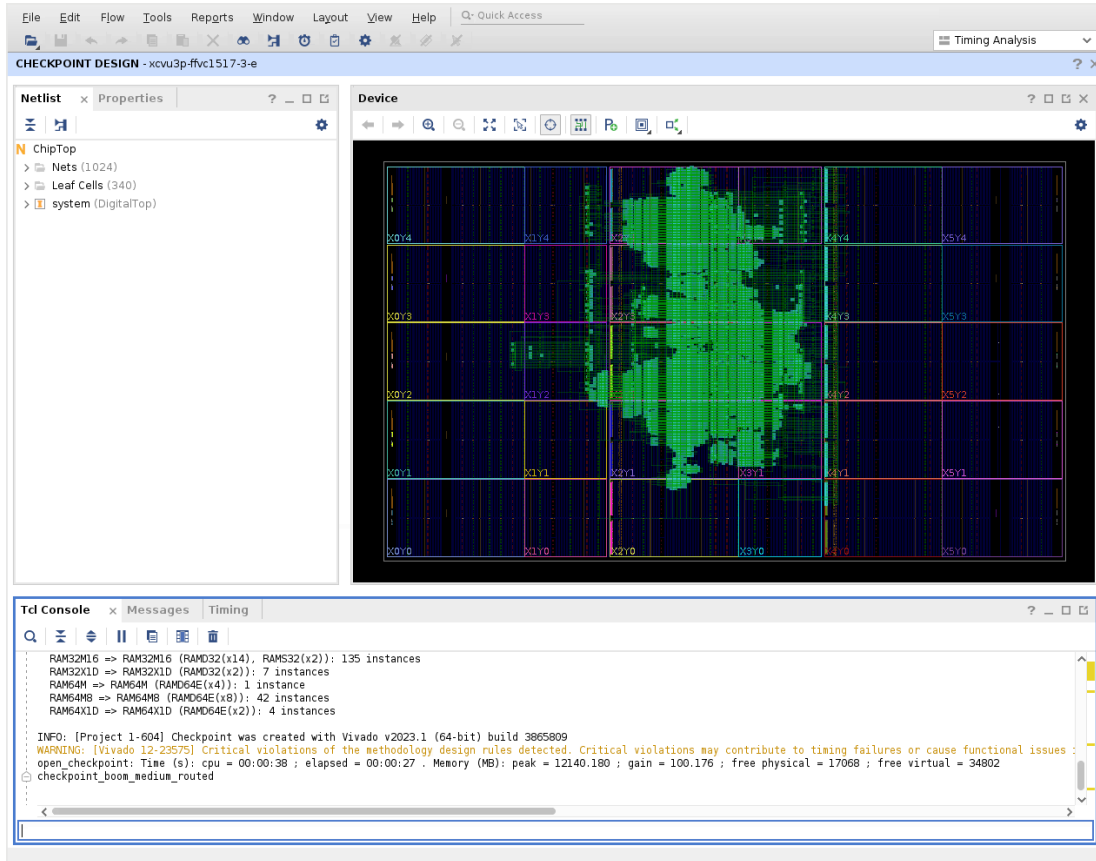 File Edit Flow Tools Reports Window Layout View Help Q- Quick Access
Timing Analysis
CHECKPOINT DESIGN - xcvu3p-ffvc1517-3-e
Netlist × Properties
Device
ChipTop
Nets (1024)
Leaf Cells (340)
system (DigitalTop)
X0Y4 X1Y4 X4Y4 X5Y4
X0Y3 X1Y3 X2Y3 X4Y3 X5Y3
X0Y2 X1Y2 X4Y2 X5Y2
X0Y1 X1Y1 X2Y1 X3Y1 X4Y1 X5Y1
X0Y0 X1Y0 X2Y0 X3Y0 X4Y0 X5Y0
Tcl Console × Messages Timing
RAM32M16 => RAM32M16 (RAMD32(x14), RAMS32(x2)): 135 instances
RAM32X1D => RAM32X1D (RAMD32(x2)): 7 instances
RAM64M => RAM64M (RAMD64E(x4)): 1 instance
RAM64M8 => RAM64M8 (RAMD64E(x8)): 42 instances
RAM64X1D => RAM64X1D (RAMD64E(x2)): 4 instances
INFO: [Project 1-604] Checkpoint was created with Vivado v2023.1 (64-bit) build 3865809
WARNING: [Vivado 12-23575] Critical violations of the methodology design rules detected. Critical violations may contribute to timing failures or cause functional issues
open_checkpoint: Time (s): cpu = 00:00:38 ; elapsed = 00:00:27 . Memory (MB): peak = 12140.180 ; gain = 100.176 ; free physical = 17068 ; free virtual = 34802
checkpoint_boom_medium_routed